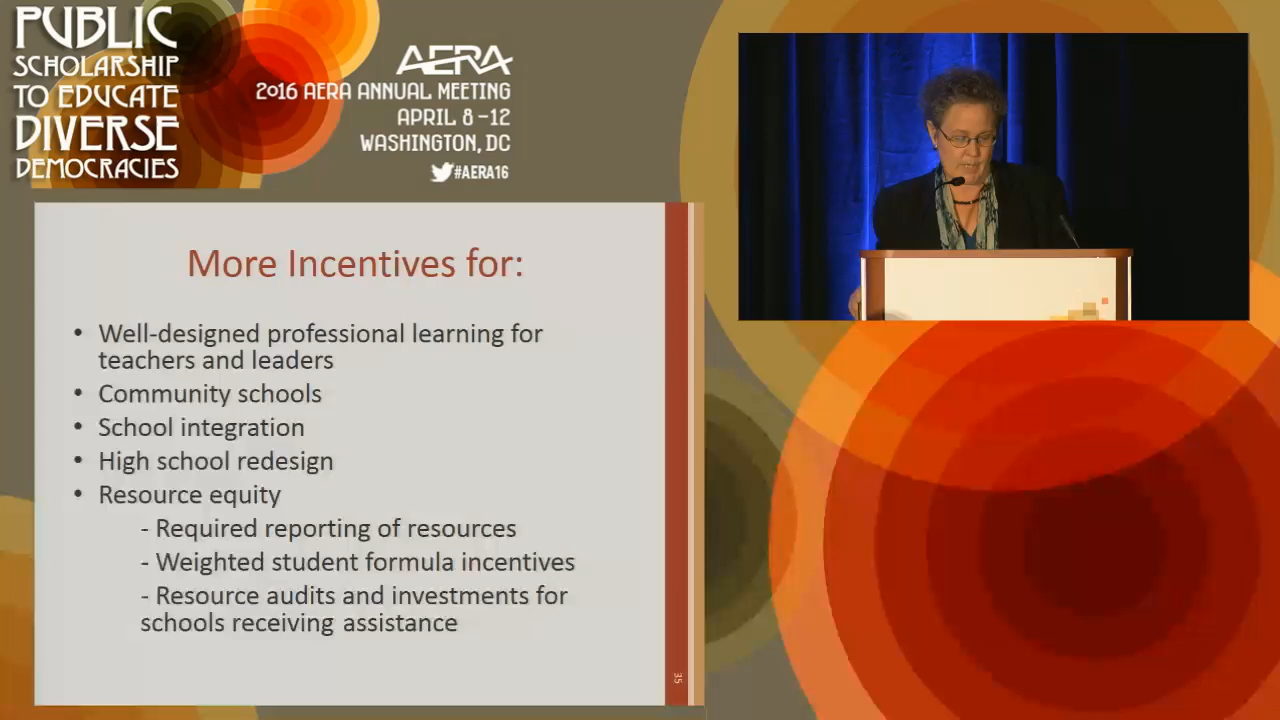 PUBLIC
SCHOLARSHIP
TO EDUCATE
DIVERSE
DEMOCRACIES
AERA
2016 AERA ANNUAL MEETING
APRIL 8-12
WASHINGTON, DC
#AERA16
More Incentives for:
• Well-designed professional learning for
teachers and leaders
• Community schools
• School integration
• High school redesign
• Resource equity
- Required reporting of resources
- Weighted student formula incentives
- Resource audits and investments for
schools receiving assistance
35